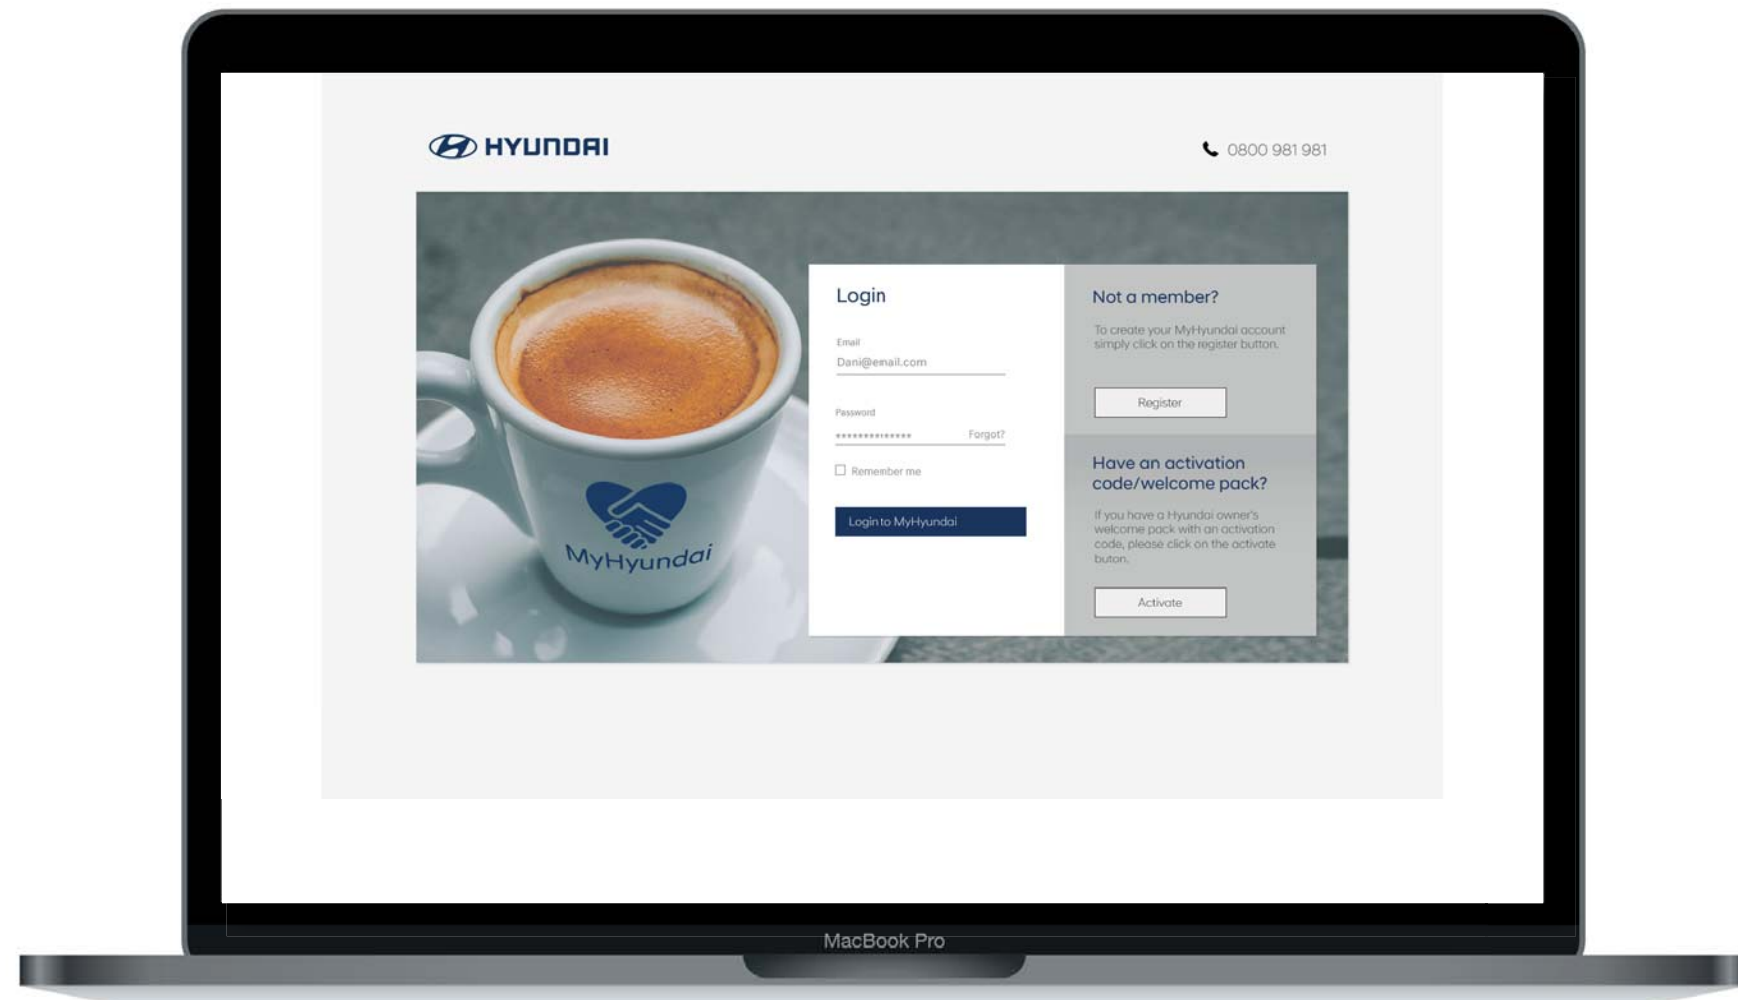 HYUNDAI
0800 981 981
MyHyundai
Login
Email
Dani@email.com
Password
**************
Forgot?
Remember me
Login to MyHyundai
Not a member?
To create your MyHyundai account
simply click on the register button.
Register
Have an activation
code/welcome pack?
If you have a Hyundai owner's
welcome pack with an activation
code, please click on the activate
buton.
Activate
MacBook Pro